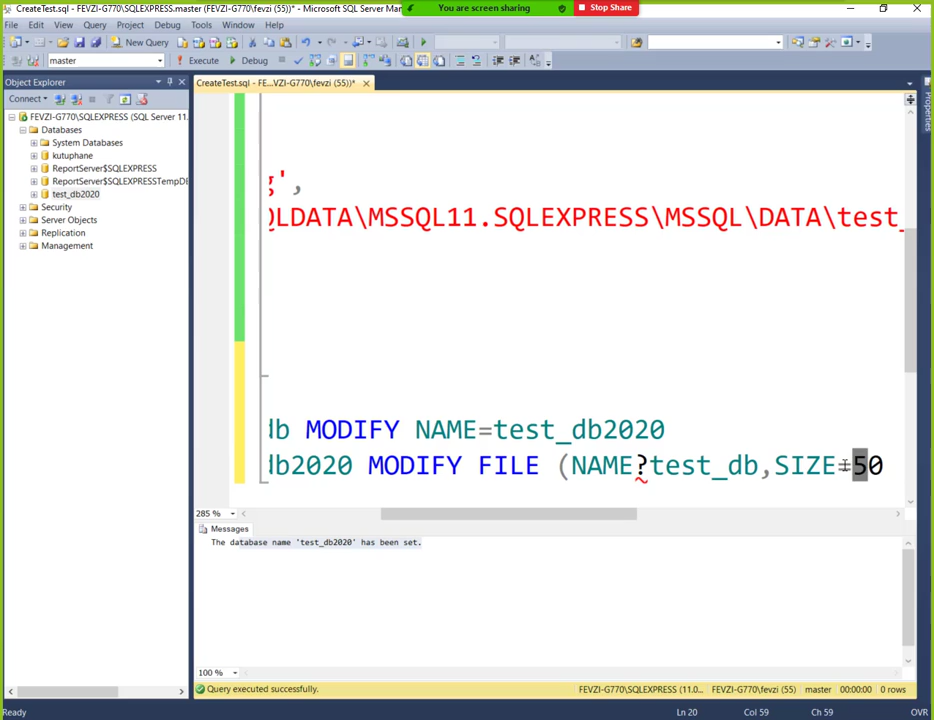 CreateTest.sql - FEVZI-G770\SQLEXPRESS.master (FEVZI-G770\fevzi (55))* - Microsoft SQL Server Man
You are screen sharing
Stop Share
File Edit View Query Project Debug Tools Window Help
New Query
master
Execute
Debug
Object Explorer
CreateTest.sql - FE...VZI-G770\fevzi (55))*
Properties
Connect
FEVZI-G770\SQLEXPRESS (SQL Server 11.
Databases
System Databases
kutuphane
ReportServer$SQLEXPRESS
ReportServer$SQLEXPRESSTempDB
test_db2020
Security
Server Objects
Replication
Management
g',
QLDATA\MSSQL11.SQLEXPRESS\MSSQL\DATA\test_
db MODIFY NAME=test_db2020
db2020 MODIFY FILE (NAME?test_db,SIZE=50
285 %
Messages
The database name 'test_db2020' has been set.
100 %
Query executed successfully.
FEVZI-G770\SQLEXPRESS (11.0... FEVZI-G770\fevzi (55) master 00:00:00 0 rows
Ready
Ln 20 Col 59 Ch 59 OVR